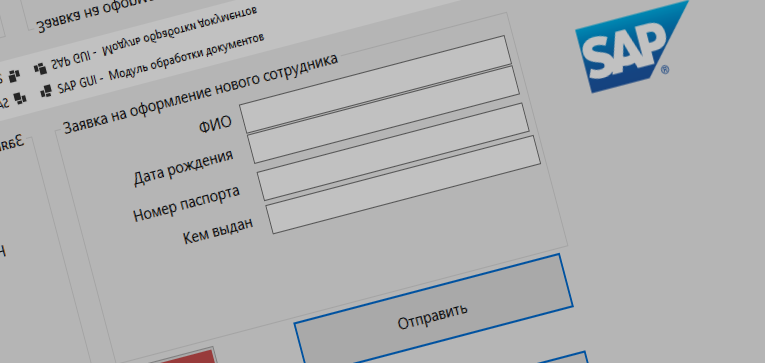 Заявка на оформ
SAP GUI - Модуль обработки документов
SAP GUI - Модуль обработки документов
Заявка на оформление нового сотрудника
ФИО
Дата рождения
Номер паспорта
Кем выдан
Отправить
SAP
®